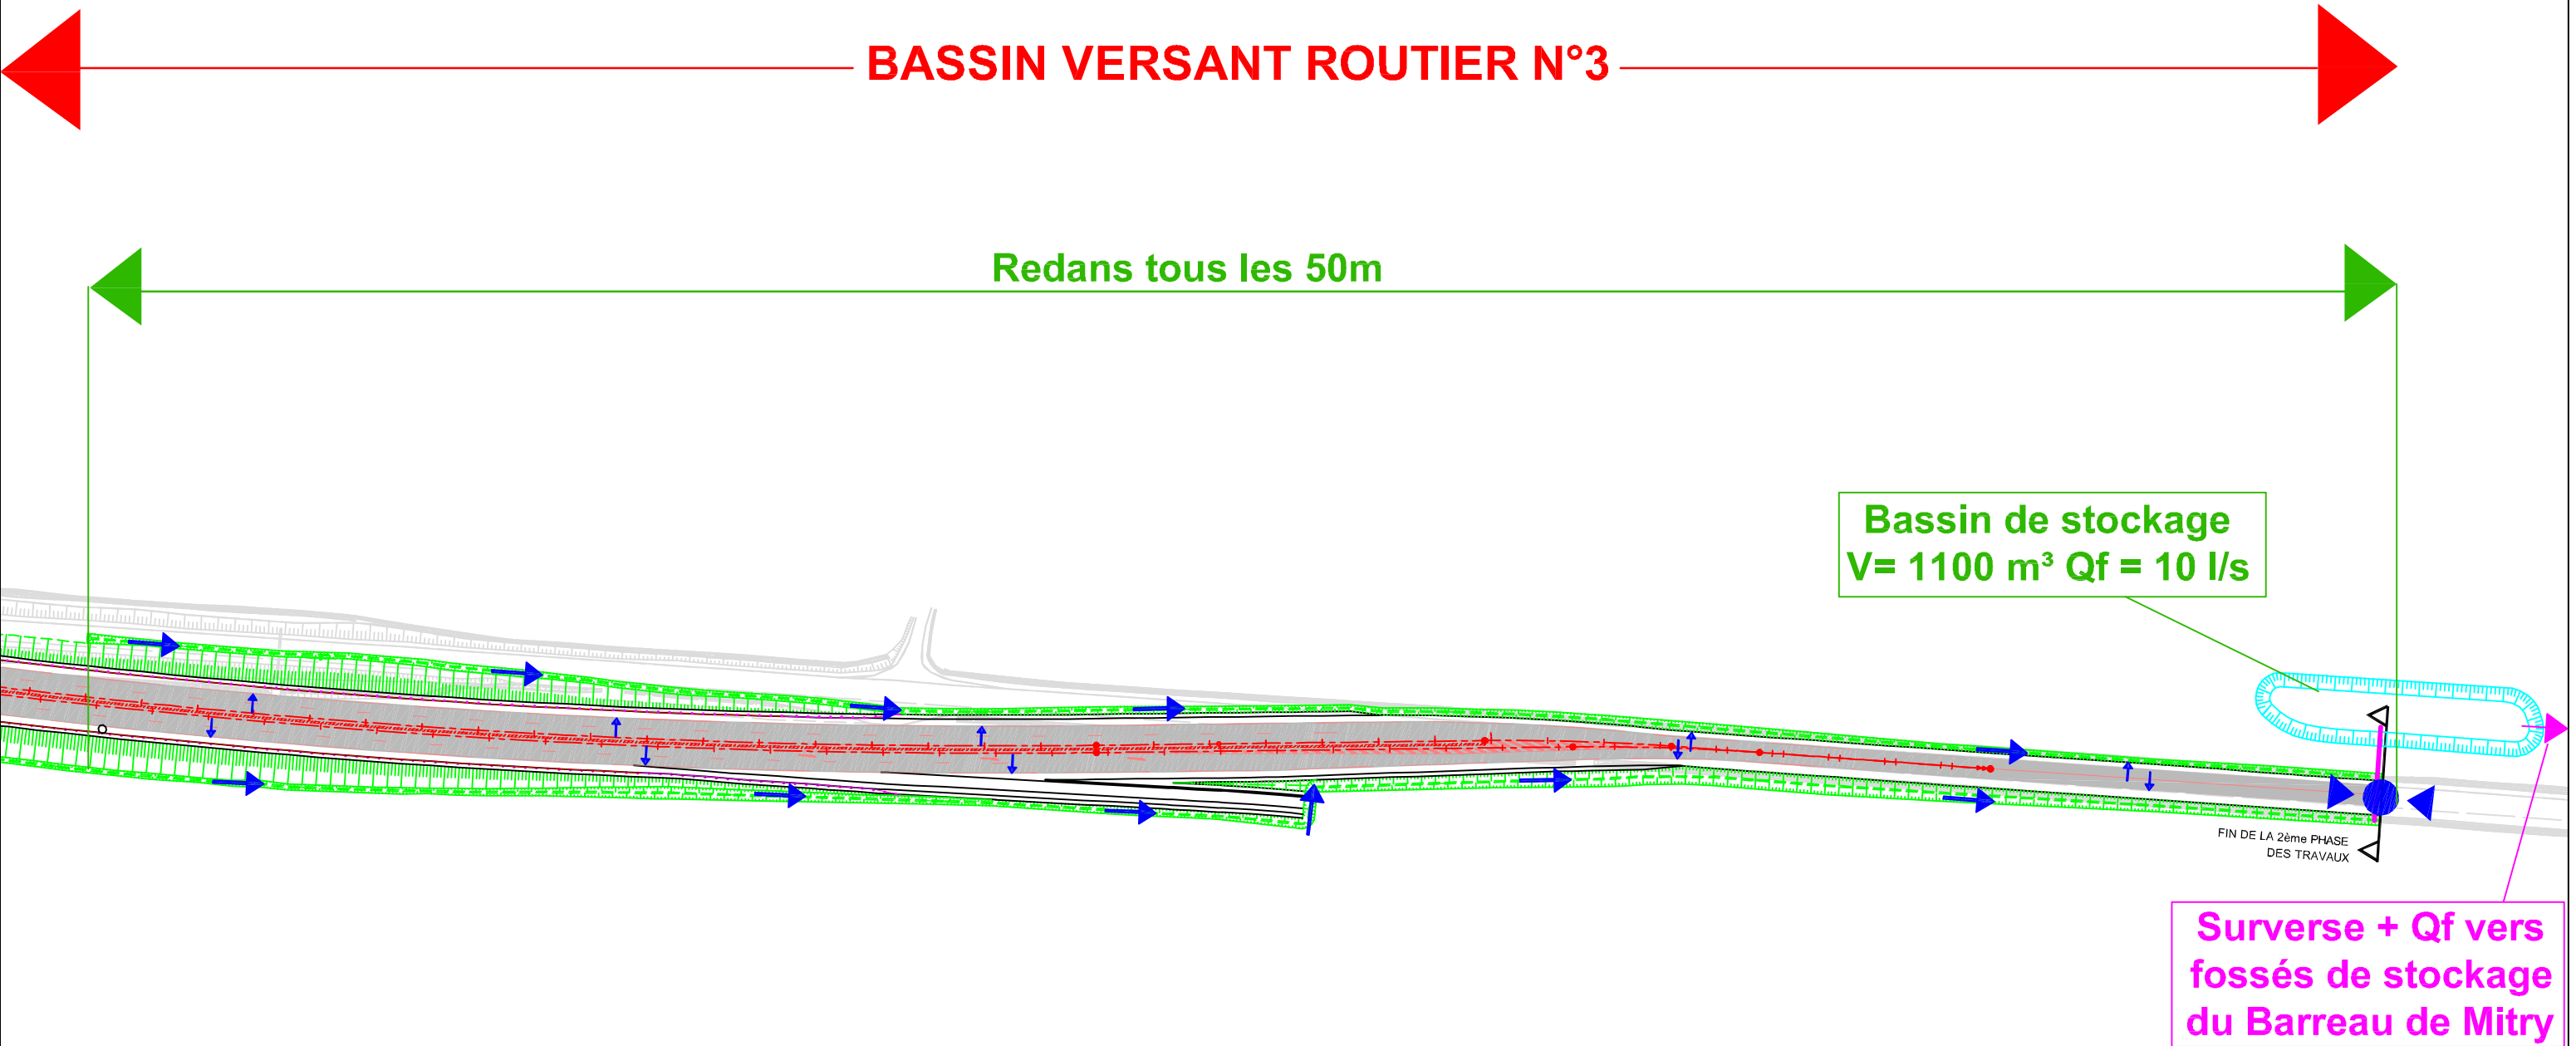 BASSIN VERSANT ROUTIER N°3
Redans tous les 50m
Bassin de stockage
V= 1100 m³ Qf = 10 l/s
FIN DE LA 2ème PHASE
DES TRAVAUX
Surverse + Qf vers
fossés de stockage
du Barreau de Mitry